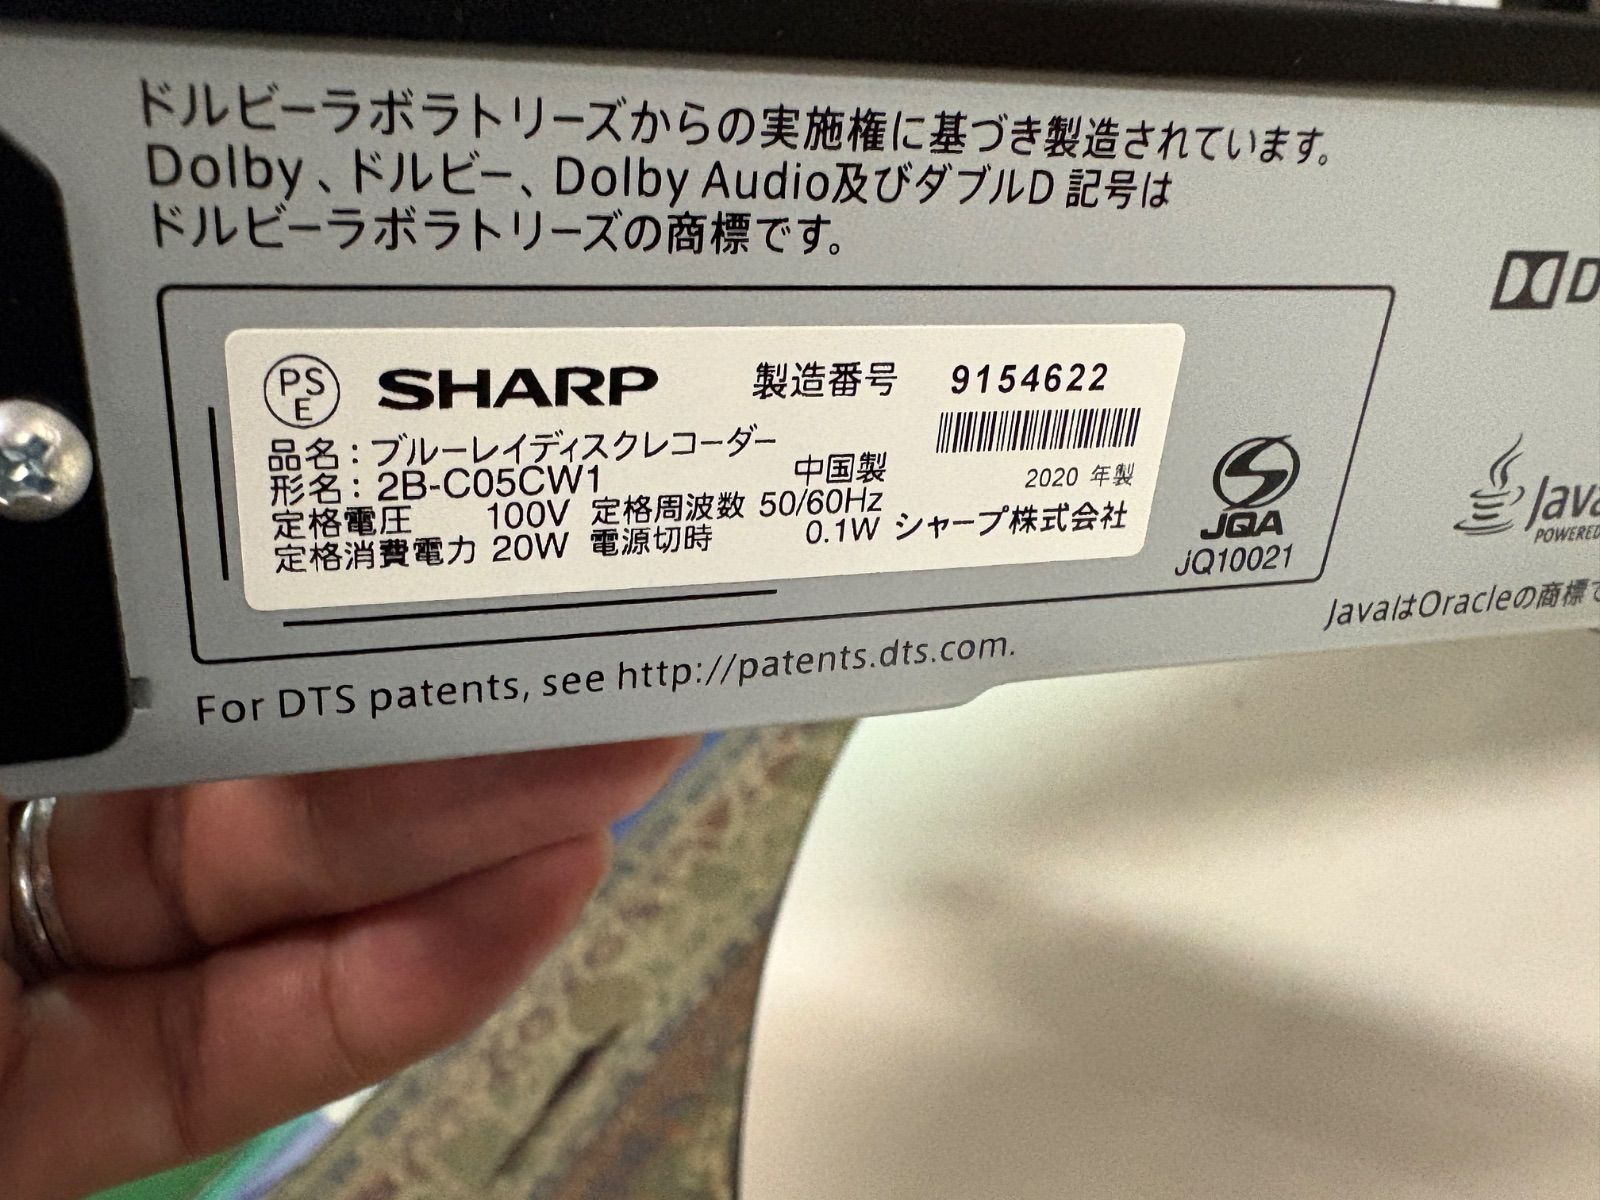 ドルビーラボラトリーズからの実施権に基づき製造されています。
Dolby、ドルビー、Dolby Audio及びダブルD 記号は
ドルビーラボラトリーズの商標です。
D
PS
E
SHARP 製造番号 9154622
品名：ブルーレイディスクレコーダー
形名：2B-C05CW1 中国製 2020 年製
定格電圧 100V 定格周波数 50/60Hz
定格消費電力 20W 電源切時 0.1W シャープ株式会社
JQA
JQ10021
Java
POWERED
JavaはOracleの商標で
For DTS patents, see http://patents.dts.com.